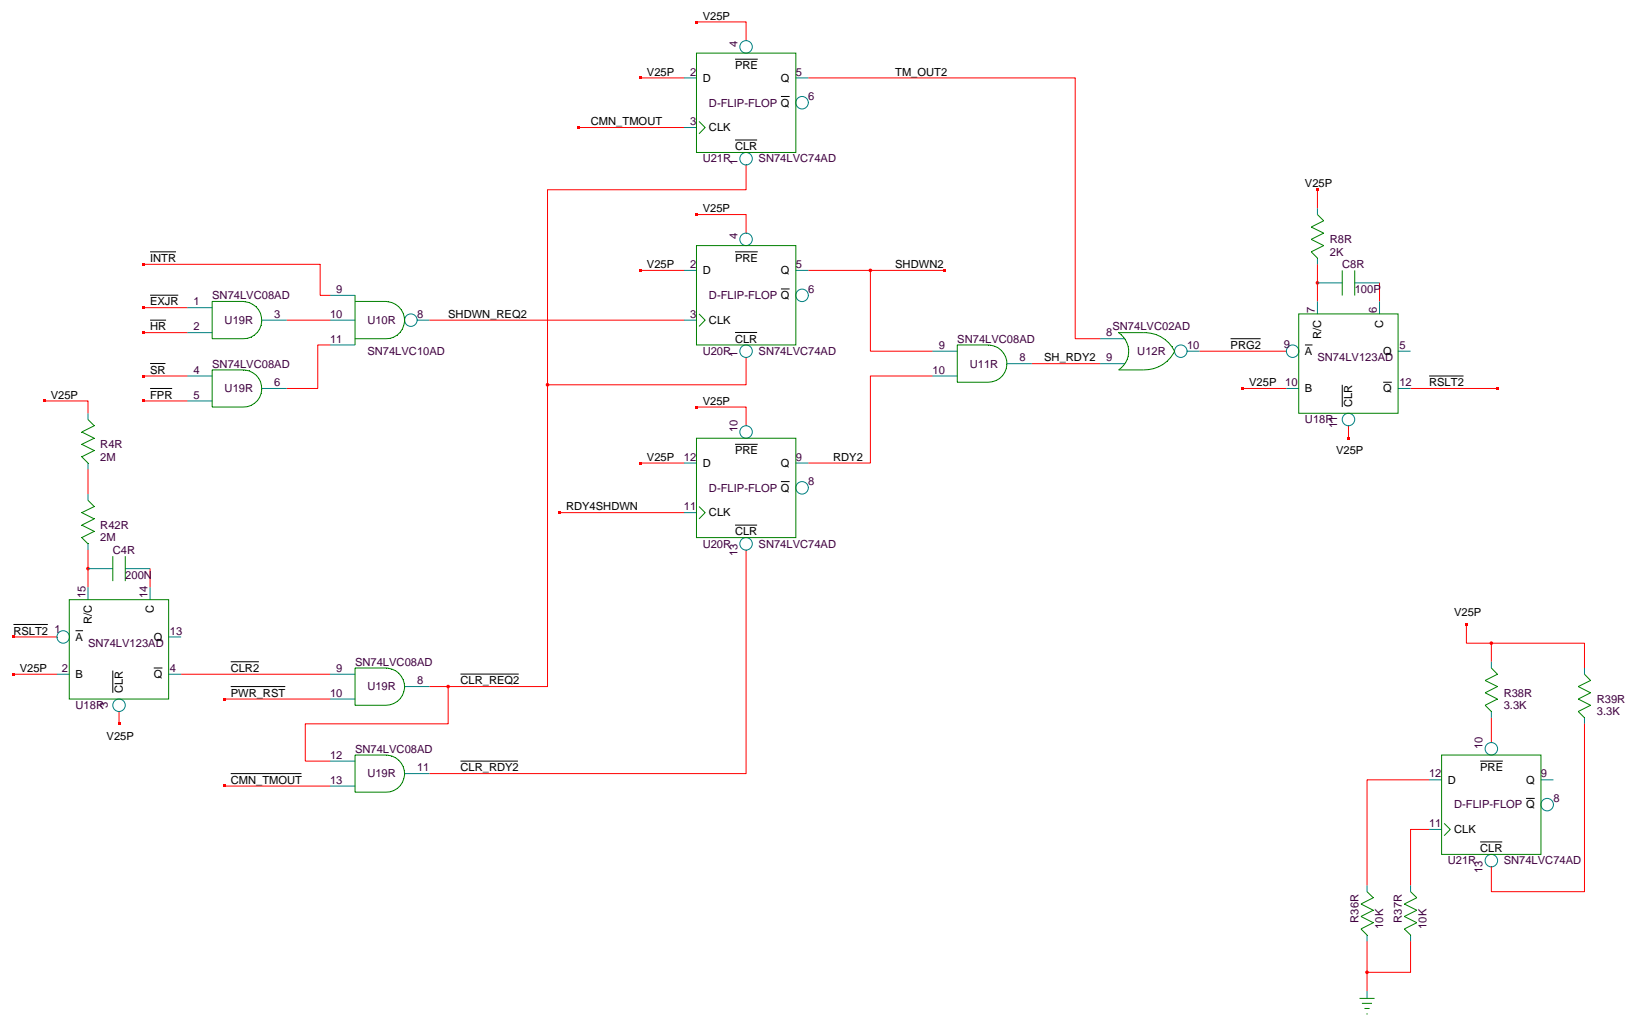 V25P
4
PRE
V25P
2
D
Q
5
TM_OUT2
D-FLIP-FLOP
Q
6
CMN_TMOUT
3
CLK
CLR
U21R
1
SN74LVC74AD
V25P
4
V25P
2
D
PRE
Q
5
SHDWN2
D-FLIP-FLOP
Q
6
3
CLK
CLR
U20R
1
SN74LVC74AD
INTR
9
SN74LVC08AD
EXJR
1
U19R
3
HR
2
10
U10R
8
SHDWN_REQ2
11
SN74LVC10AD
SN74LVC08AD
SR
4
U19R
6
FPR
5
V25P
10
PRE
V25P
12
D
Q
9
RDY2
D-FLIP-FLOP
Q
8
RDY4SHDWN
11
CLK
CLR
U20R
13
SN74LVC74AD
SN74LVC08AD
9
10
U11R
8
SH_RDY2
SN74LVC02AD
8
9
U12R
10
PRG2
V25P
R8R
2K
C8R
100P
7
6
R/C
C
9
A
SN74LV123AD
Q
5
V25P
10
B
Q
12
RSLT2
CLR
U18R
11
V25P
V25P
R4R
2M
R42R
2M
C4R
200N
15
14
R/C
C
RSLT2
1
A
SN74LV123AD
Q
13
V25P
2
B
Q
4
CLR2
CLR
U18R
3
V25P
SN74LVC08AD
9
PWR_RST
10
U19R
8
CLR_REQ2
SN74LVC08AD
12
CMN_TMOUT
13
U19R
11
CLR_RDY2
V25P
R38R
3.3K
R39R
3.3K
10
PRE
12
D
Q
9
D-FLIP-FLOP
Q
8
11
CLK
CLR
U21R
13
SN74LVC74AD
R36R
10K
R37R
10K